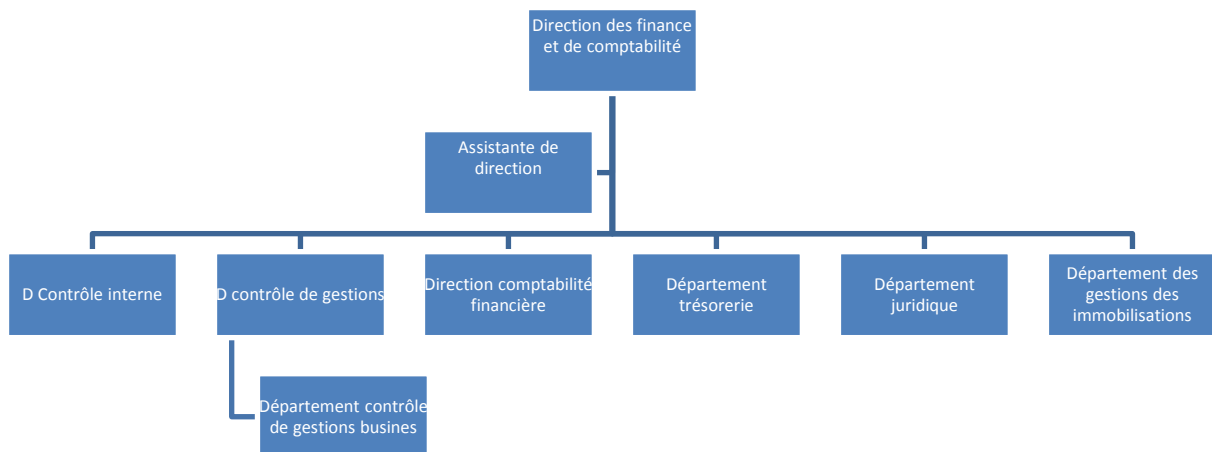 Direction des finance
et de comptabilité
Assistante de
direction
D Contrôle interne
D contrôle de gestions
Direction comptabilité
financière
Département
trésorerie
Département
juridique
Département des
gestions des
immobilisations
Département contrôle
de gestions busines